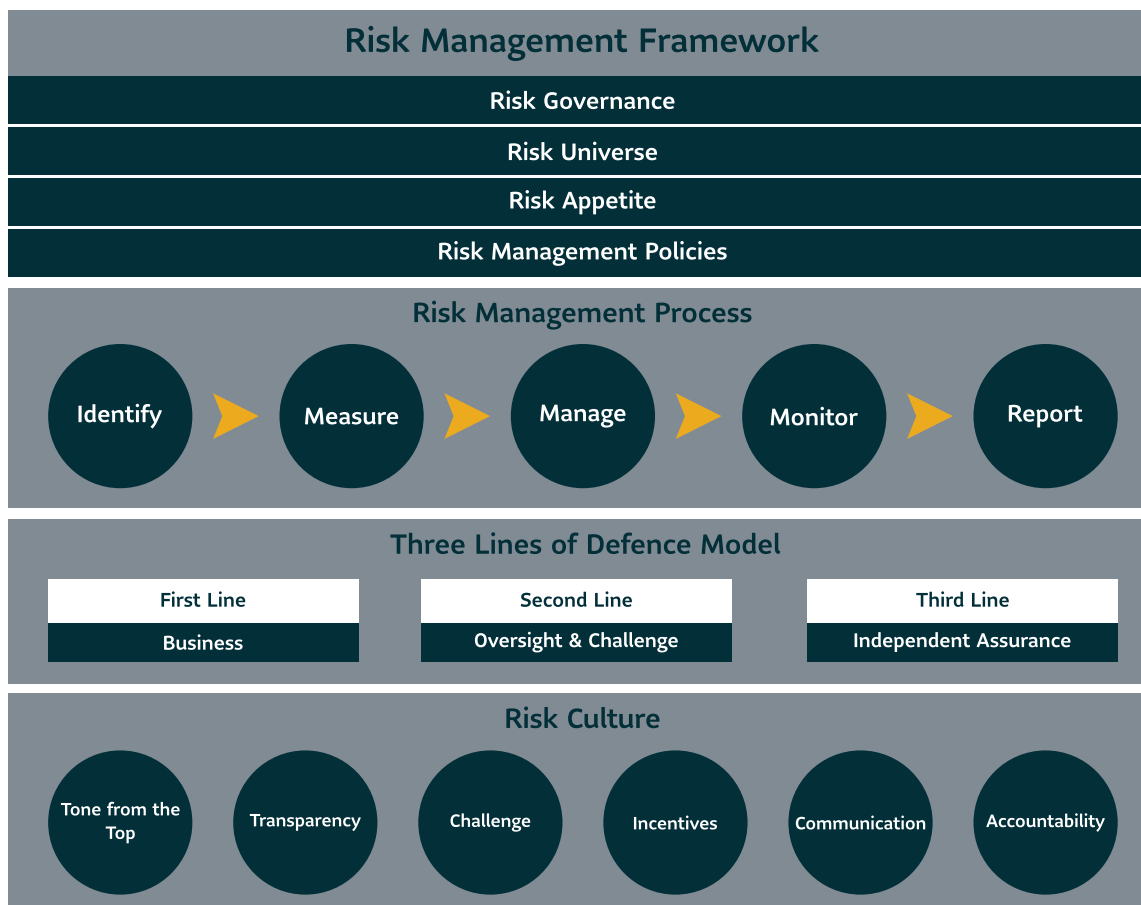 Risk Management Framework
Risk Governance
Risk Universe
Risk Appetite
Risk Management Policies
Risk Management Process
Identify
Measure
Manage
Monitor
Report
Three Lines of Defence Model
First Line
Business
Second Line
Oversight & Challenge
Third Line
Independent Assurance
Risk Culture
Tone from the
Top
Transparency
Challenge
Incentives
Communication
Accountability